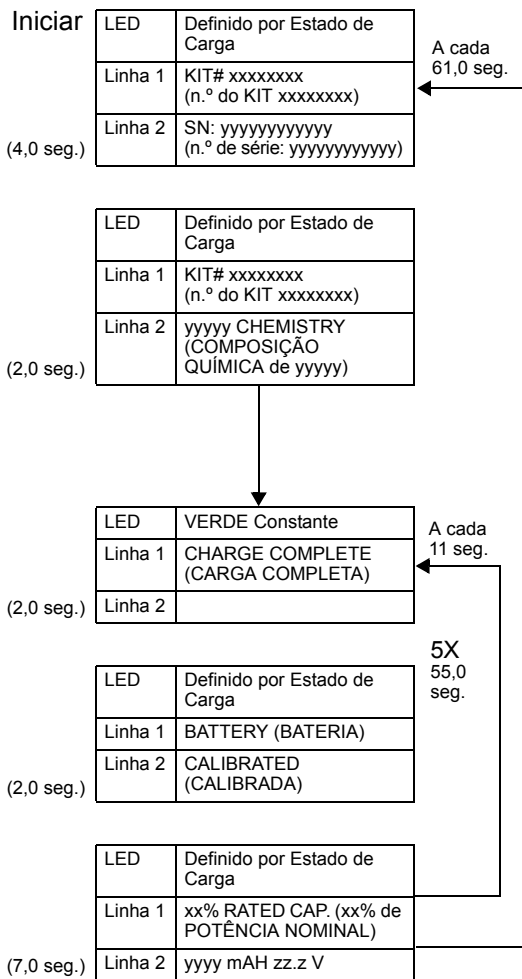 Iniciar
LED
Definido por Estado de
Carga
Linha 1
KIT# xxxxxxxx
(n.º do KIT xxxxxxxx)
(4,0 seg.)
Linha 2
SN: yyyyyyyyyyyy
(n.º de série: yyyyyyyyyyyy)
A cada
61,0 seg.
LED
Definido por Estado de
Carga
Linha 1
KIT# xxxxxxxx
(n.º do KIT xxxxxxxx)
(2,0 seg.)
Linha 2
yyyyy CHEMISTRY
(COMPOSIÇÃO
QUÍMICA de yyyyy)
LED
VERDE Constante
Linha 1
CHARGE COMPLETE
(CARGA COMPLETA)
(2,0 seg.)
Linha 2
A cada
11 seg.
5X
55,0
seg.
LED
Definido por Estado de
Carga
Linha 1
BATTERY (BATERIA)
(2,0 seg.)
Linha 2
CALIBRATED
(CALIBRADA)
LED
Definido por Estado de
Carga
Linha 1
xx% RATED CAP. (xx% de
POTÊNCIA NOMINAL)
(7,0 seg.)
Linha 2
yyyy mAH zz.z V